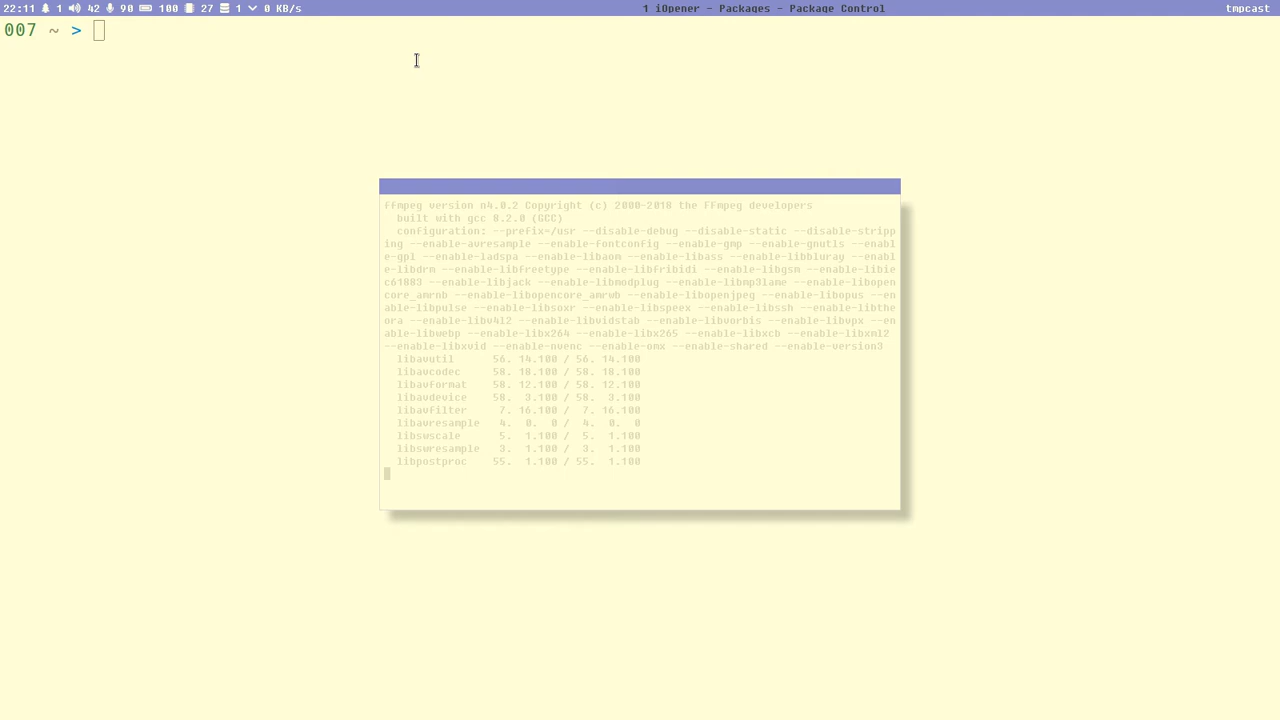 22:11 1 42 90 100 27 1 0 KB/s 1 iOpener - Packages - Package Control tmpcast
007 ~ >
ffmpeg version n4.0.2 Copyright (c) 2000-2018 the FFmpeg developers
built with gcc 8.2.0 (GCC)
configuration: --prefix=/usr --disable-debug --disable-static --disable-stripp
ing --enable-avresample --enable-fontconfig --enable-gmp --enable-gnutls --enabl
e-gpl --enable-ladspa --enable-libaom --enable-libass --enable-libbluray --enabl
e-libdrm --enable-libfreetype --enable-libfribidi --enable-libgsm --enable-libie
c61883 --enable-libjack --enable-libmodplug --enable-libmp3lame --enable-libopen
core_amrnb --enable-libopencore_amrwb --enable-libopenjpeg --enable-libopus --en
able-libpulse --enable-libsoxr --enable-libspeex --enable-libssh --enable-libthe
ora --enable-libv4l2 --enable-libvidstab --enable-libvorbis --enable-libvpx --en
able-libwebp --enable-libx264 --enable-libx265 --enable-libxcb --enable-libxml2
--enable-libxvid --enable-nvenc --enable-omx --enable-shared --enable-version3
libavutil 56. 14.100 / 56. 14.100
libavcodec 58. 18.100 / 58. 18.100
libavformat 58. 12.100 / 58. 12.100
libavdevice 58. 3.100 / 58. 3.100
libavfilter 7. 16.100 / 7. 16.100
libavresample 4. 0. 0 / 4. 0. 0
libswscale 5. 1.100 / 5. 1.100
libswresample 3. 1.100 / 3. 1.100
libpostproc 55. 1.100 / 55. 1.100